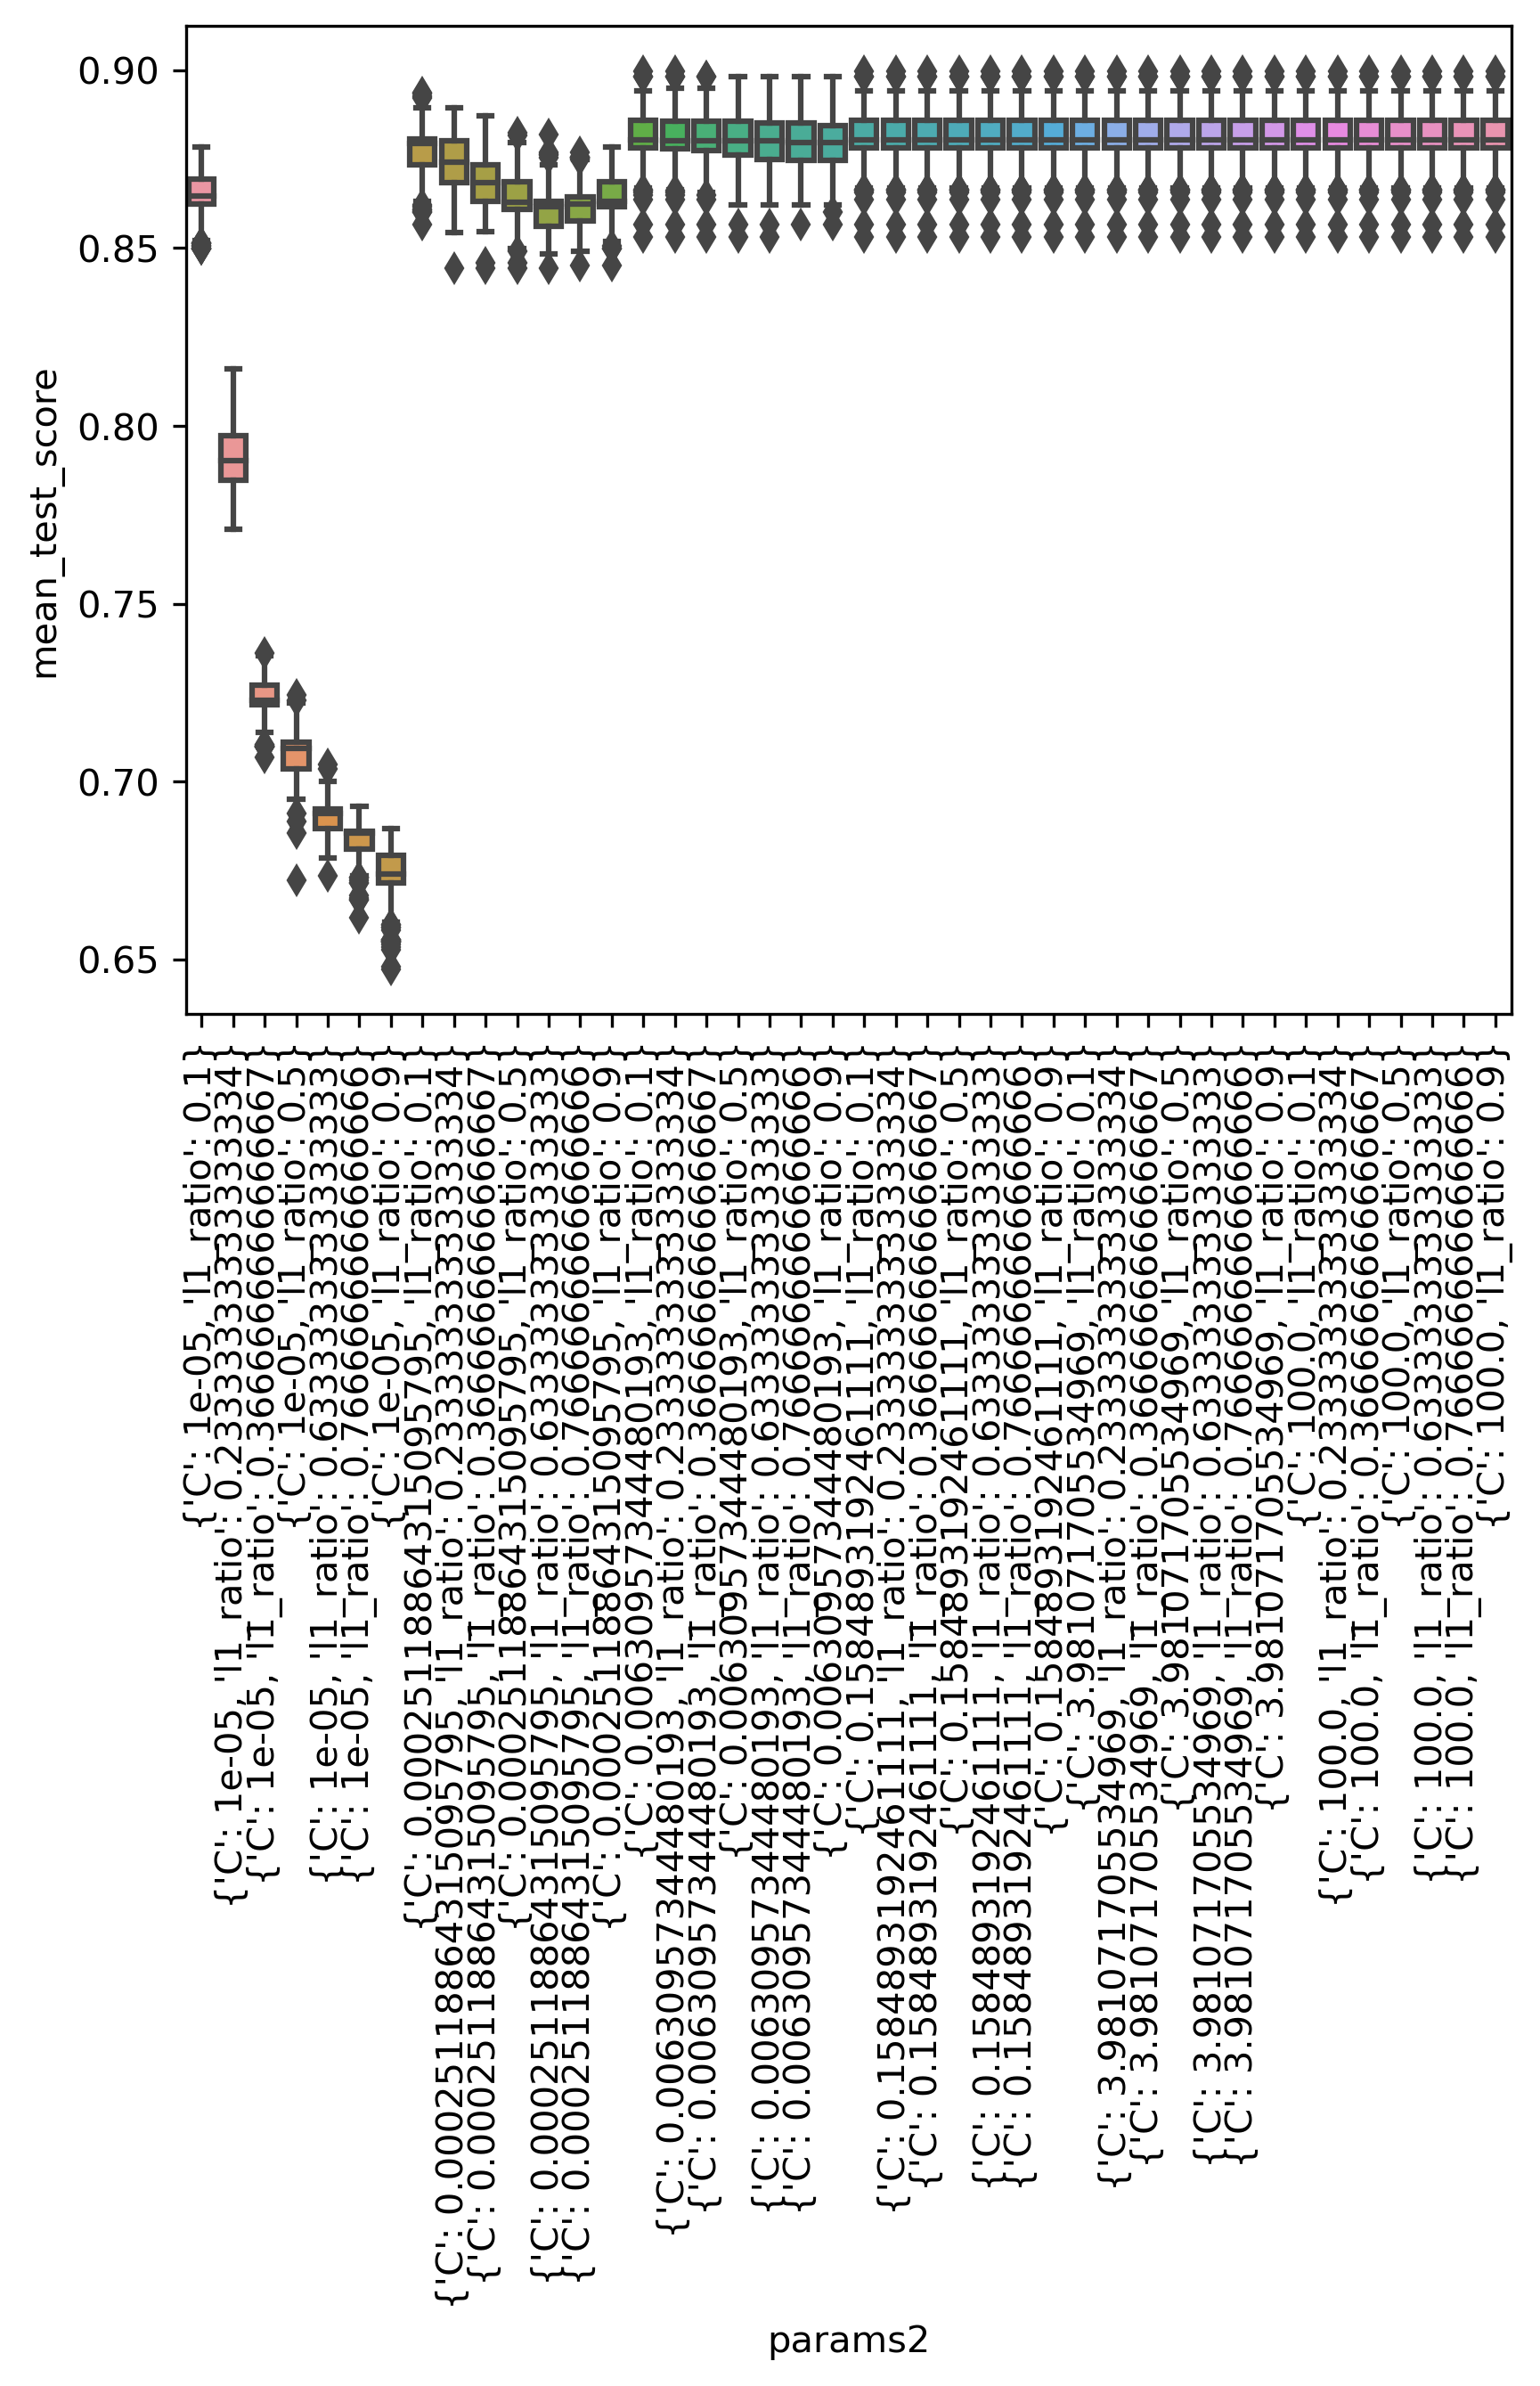 0.90
0.85
0.80
0.75
0.70
0.65
mean_test_score
{'C': 1e-05, 'l1_ratio': 0.1}
{'C': 1e-05, 'l1_ratio': 0.23333333333333334}
{'C': 1e-05, 'l1_ratio': 0.3666666666666667}
{'C': 1e-05, 'l1_ratio': 0.5}
{'C': 1e-05, 'l1_ratio': 0.6333333333333333}
{'C': 1e-05, 'l1_ratio': 0.7666666666666666}
{'C': 1e-05, 'l1_ratio': 0.9}
{'C': 0.00025118864315095795, 'l1_ratio': 0.1}
{'C': 0.00025118864315095795, 'l1_ratio': 0.23333333333333334}
{'C': 0.00025118864315095795, 'l1_ratio': 0.3666666666666667}
{'C': 0.00025118864315095795, 'l1_ratio': 0.5}
{'C': 0.00025118864315095795, 'l1_ratio': 0.6333333333333333}
{'C': 0.00025118864315095795, 'l1_ratio': 0.7666666666666666}
{'C': 0.00025118864315095795, 'l1_ratio': 0.9}
{'C': 0.00630957344480193, 'l1_ratio': 0.1}
{'C': 0.00630957344480193, 'l1_ratio': 0.23333333333333334}
{'C': 0.00630957344480193, 'l1_ratio': 0.3666666666666667}
{'C': 0.00630957344480193, 'l1_ratio': 0.5}
{'C': 0.00630957344480193, 'l1_ratio': 0.6333333333333333}
{'C': 0.00630957344480193, 'l1_ratio': 0.7666666666666666}
{'C': 0.00630957344480193, 'l1_ratio': 0.9}
{'C': 0.1584893192461111, 'l1_ratio': 0.1}
{'C': 0.1584893192461111, 'l1_ratio': 0.23333333333333334}
{'C': 0.1584893192461111, 'l1_ratio': 0.3666666666666667}
{'C': 0.1584893192461111, 'l1_ratio': 0.5}
{'C': 0.1584893192461111, 'l1_ratio': 0.6333333333333333}
{'C': 0.1584893192461111, 'l1_ratio': 0.7666666666666666}
{'C': 0.1584893192461111, 'l1_ratio': 0.9}
{'C': 3.981071705534969, 'l1_ratio': 0.1}
{'C': 3.981071705534969, 'l1_ratio': 0.23333333333333334}
{'C': 3.981071705534969, 'l1_ratio': 0.3666666666666667}
{'C': 3.981071705534969, 'l1_ratio': 0.5}
{'C': 3.981071705534969, 'l1_ratio': 0.6333333333333333}
{'C': 3.981071705534969, 'l1_ratio': 0.7666666666666666}
{'C': 3.981071705534969, 'l1_ratio': 0.9}
{'C': 100.0, 'l1_ratio': 0.1}
{'C': 100.0, 'l1_ratio': 0.23333333333333334}
{'C': 100.0, 'l1_ratio': 0.3666666666666667}
{'C': 100.0, 'l1_ratio': 0.5}
{'C': 100.0, 'l1_ratio': 0.6333333333333333}
{'C': 100.0, 'l1_ratio': 0.7666666666666666}
{'C': 100.0, 'l1_ratio': 0.9}
params2